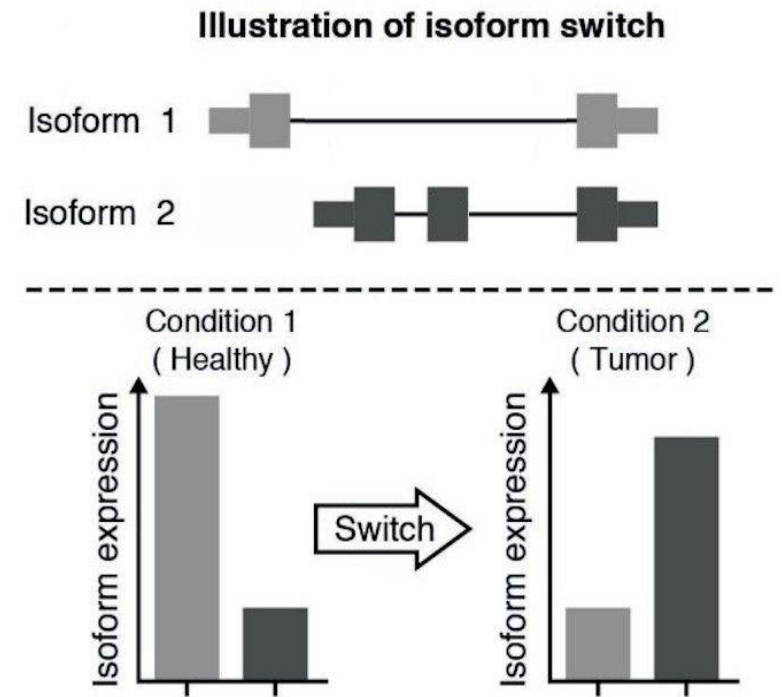 Illustration of isoform switch
Isoform 1
Isoform 2
Condition 1
( Healthy )
Condition 2
( Tumor )
Isoform expression
Switch
Isoform expression